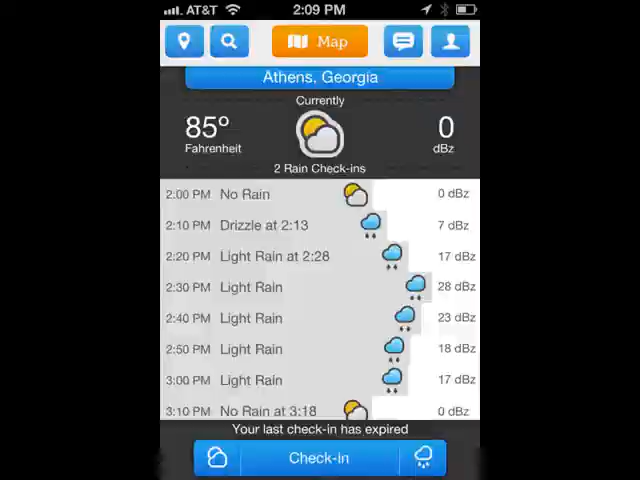 AT&T 2:09 PM
Map
Athens, Georgia
Currently
85° 0
Fahrenheit dBz
2 Rain Check-ins
2:00 PM No Rain 0 dBz
2:10 PM Drizzle at 2:13 7 dBz
2:20 PM Light Rain at 2:28 17 dBz
2:30 PM Light Rain 28 dBz
2:40 PM Light Rain 23 dBz
2:50 PM Light Rain 18 dBz
3:00 PM Light Rain 17 dBz
3:10 PM No Rain at 3:18 0 dBz
Your last check-in has expired
Check-In